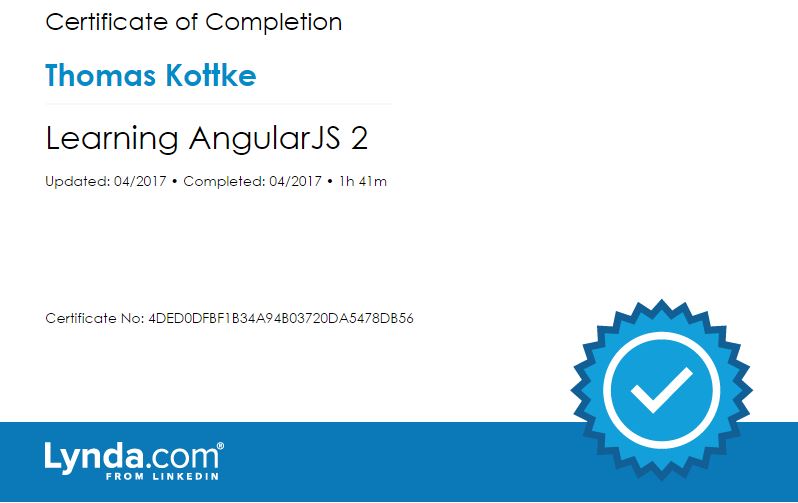 Certificate of Completion
Thomas Kottke
Learning AngularJS 2
Updated: 04/2017 • Completed: 04/2017 • 1h 41m
Certificate No: 4DED0DFBF1B34A94B03720DA5478DB56
Lynda.com®
FROM LINKEDIN